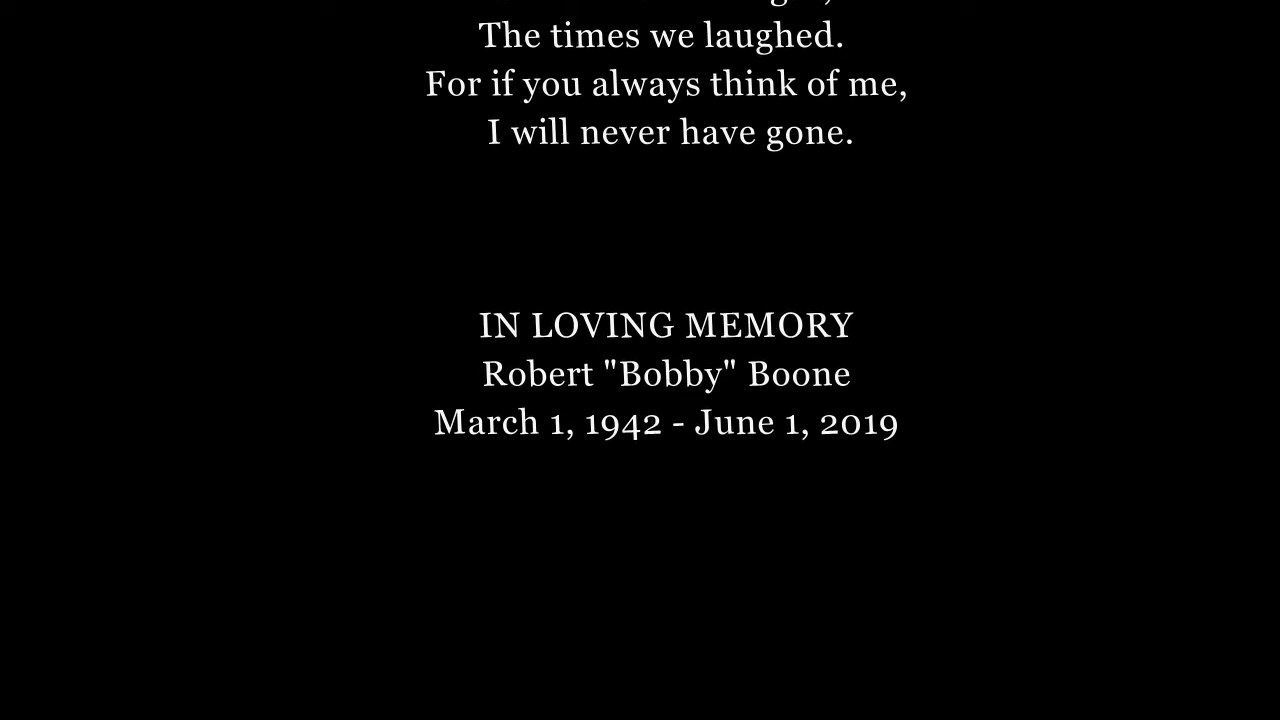 The times we laughed.
For if you always think of me,
I will never have gone.
IN LOVING MEMORY
Robert "Bobby" Boone
March 1, 1942 - June 1, 2019